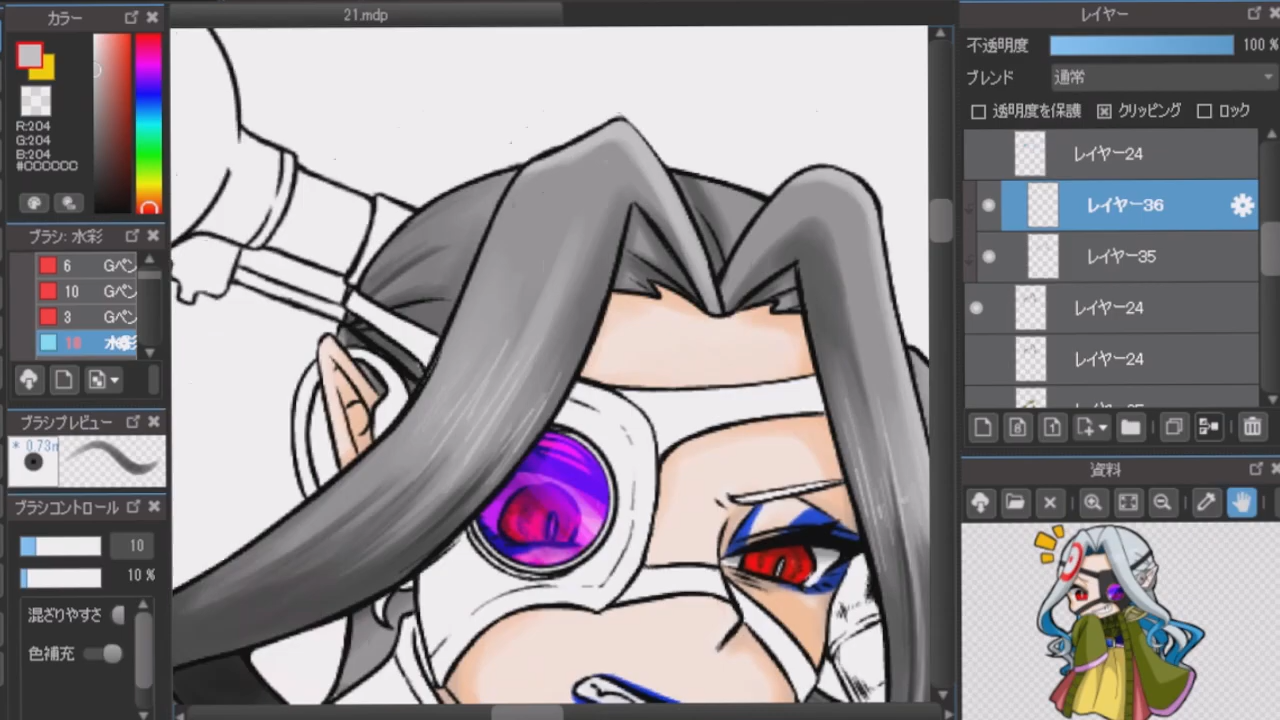 カラー
21.mdp
レイヤー
不透明度
100 %
ブレンド
通常
透明度を保護
クリッピング
ロック
R:204
G:204
B:204
#CCCCCC
レイヤー24
ブラシ: 水彩
レイヤー36
6 Gペン
10 Gペン
3 Gペン
レイヤー35
レイヤー24
レイヤー24
ブラシプレビュー
8
1
資料
ブラシコントロール
10
10 %
混ざりやすさ
色補充